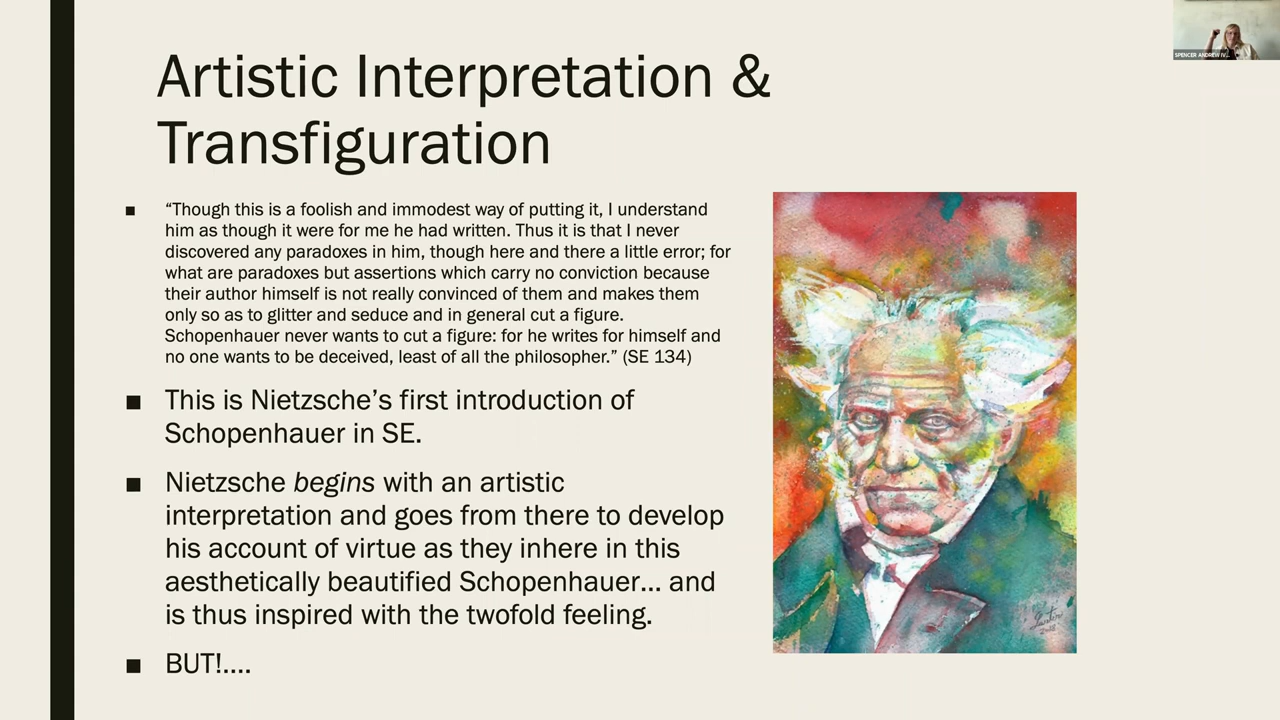 SPENCER ANDREW IV...
Artistic Interpretation &
Transfiguration
■ “Though this is a foolish and immodest way of putting it, I understand
him as though it were for me he had written. Thus it is that I never
discovered any paradoxes in him, though here and there a little error; for
what are paradoxes but assertions which carry no conviction because
their author himself is not really convinced of them and makes them
only so as to glitter and seduce and in general cut a figure.
Schopenhauer never wants to cut a figure: for he writes for himself and
no one wants to be deceived, least of all the philosopher.” (SE 134)
■ This is Nietzsche’s first introduction of
Schopenhauer in SE.
■ Nietzsche begins with an artistic
interpretation and goes from there to develop
his account of virtue as they inhere in this
aesthetically beautified Schopenhauer... and
is thus inspired with the twofold feeling.
■ BUT!....